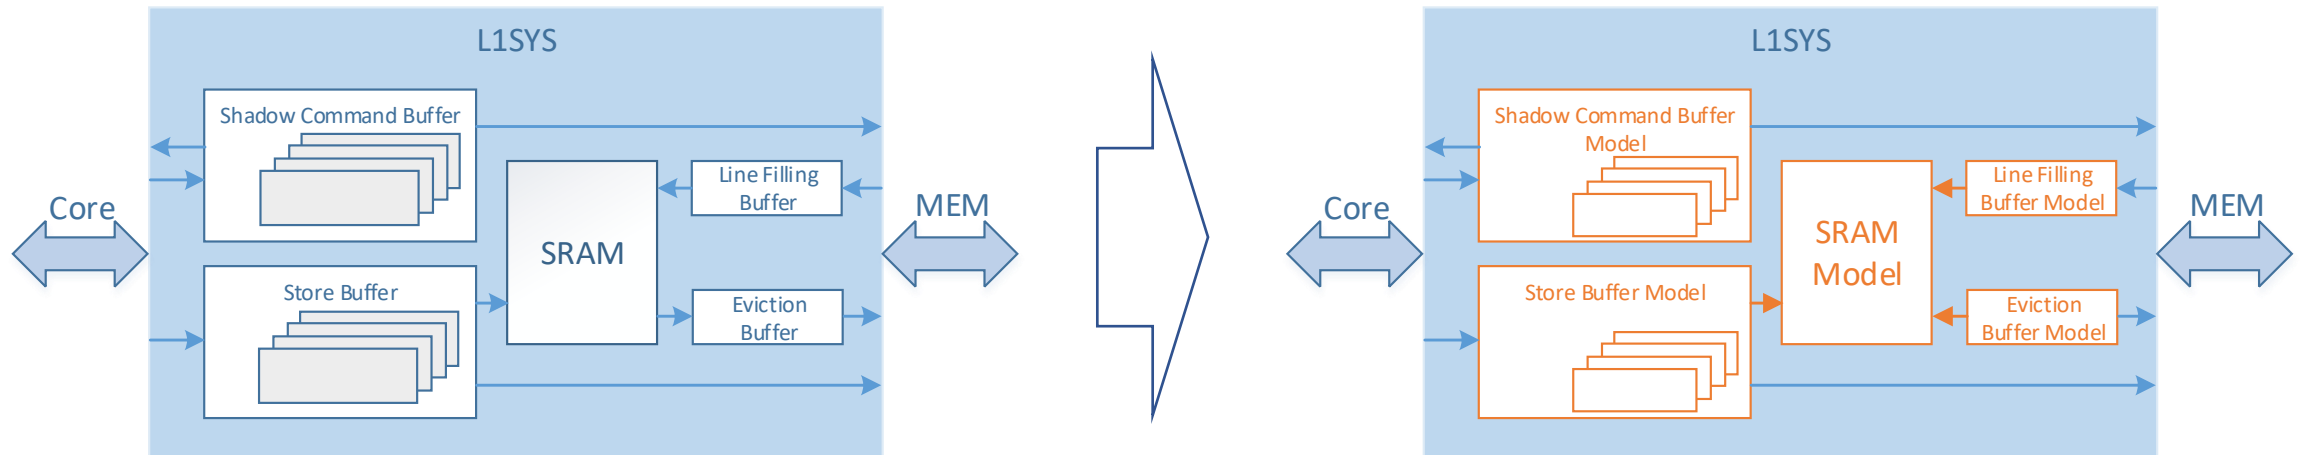 L1SYS
Shadow Command Buffer
Line Filling
Buffer
Core
MEM
SRAM
Store Buffer
Eviction
Buffer
L1SYS
Shadow Command Buffer
Model
Line Filling
Buffer Model
Core
MEM
SRAM
Model
Store Buffer Model
Eviction
Buffer Model